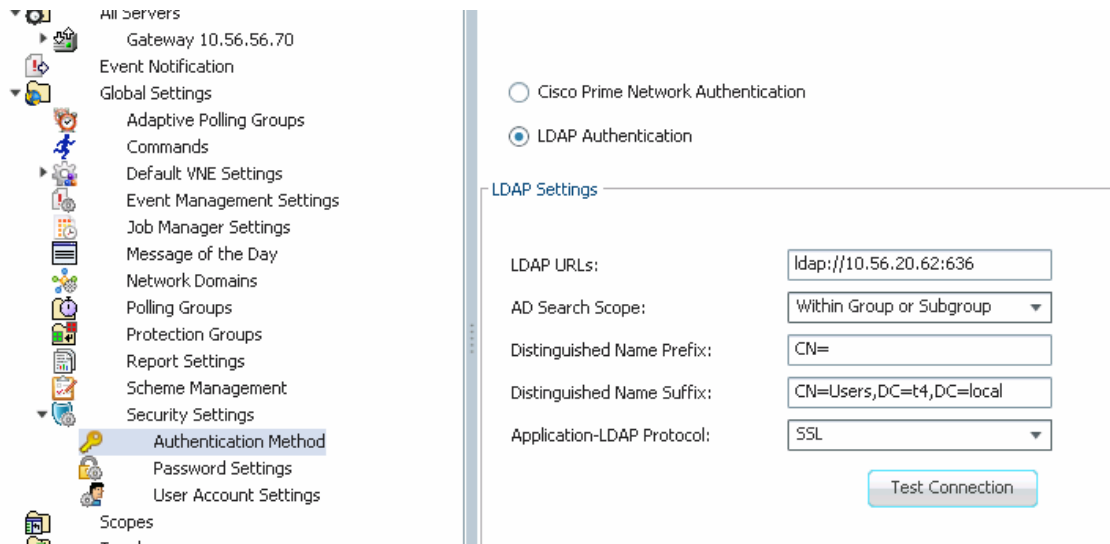 All Servers
Gateway 10.56.56.70
Event Notification
Global Settings
Adaptive Polling Groups
Commands
Default VNE Settings
Event Management Settings
Job Manager Settings
Message of the Day
Network Domains
Polling Groups
Protection Groups
Report Settings
Scheme Management
Security Settings
Authentication Method
Password Settings
User Account Settings
Scopes
Cisco Prime Network Authentication
LDAP Authentication
LDAP Settings
LDAP URLs: ldap://10.56.20.62:636
AD Search Scope: Within Group or Subgroup
Distinguished Name Prefix: CN=
Distinguished Name Suffix: CN=Users,DC=t4,DC=local
Application-LDAP Protocol: SSL
Test Connection